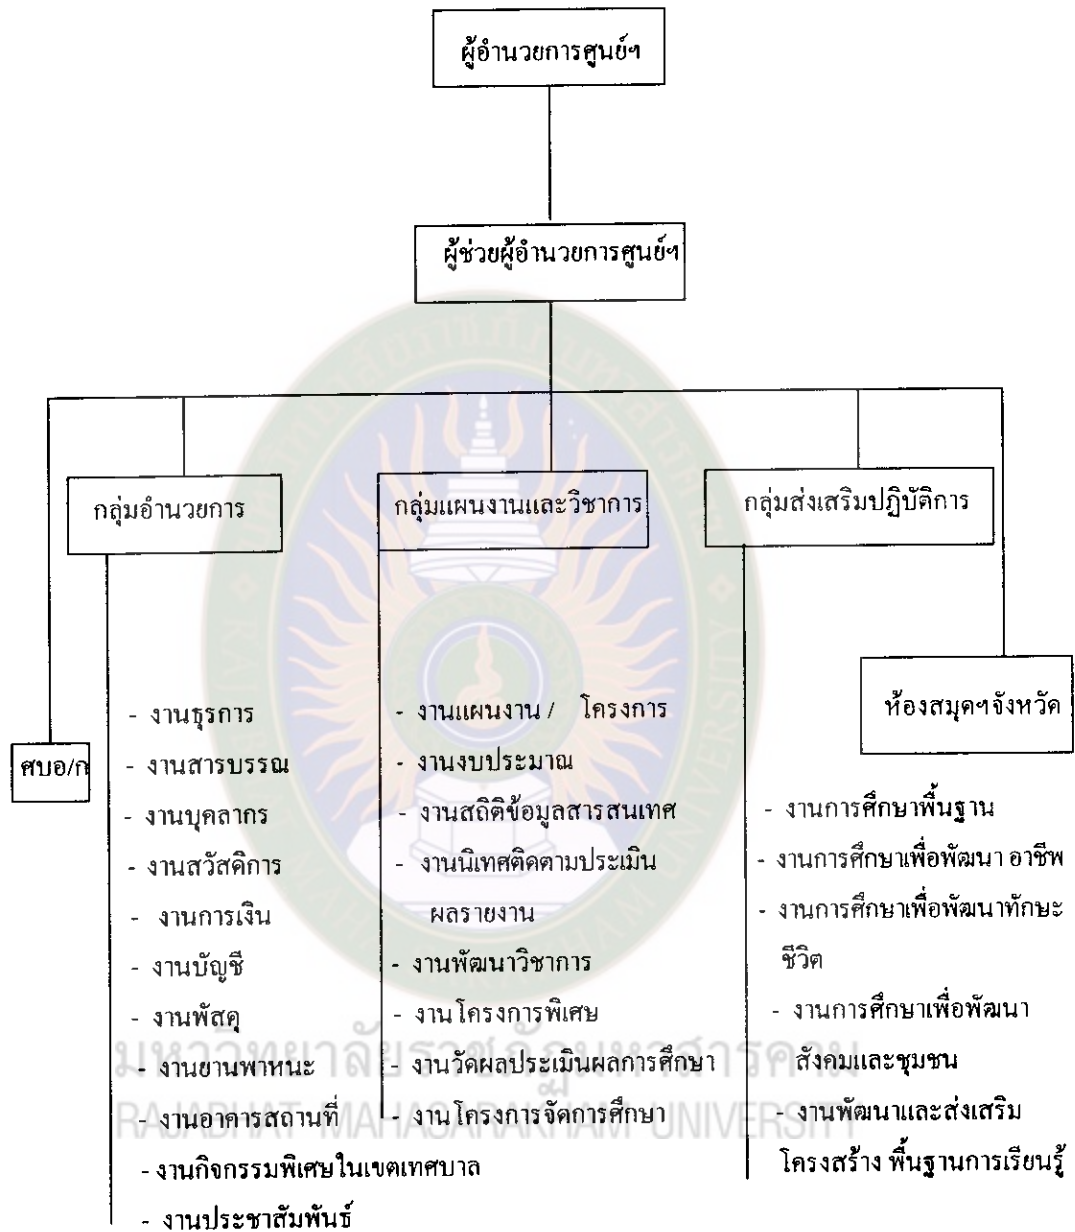 ผู้อำนวยการศูนย์ฯ
ผู้ช่วยผู้อำนวยการศูนย์ฯ
กลุ่มอำนวยการ
กลุ่มแผนงานและวิชาการ
กลุ่มส่งเสริมปฏิบัติการ
ห้องสมุดฯจังหวัด
ศบอ/ก
- งานธุรการ
- งานสารบรรณ
- งานบุคลากร
- งานสวัสดิการ
- งานการเงิน
- งานบัญชี
- งานพัสดุ
- งานยานพาหนะ
- งานอาคารสถานที่
- งานกิจกรรมพิเศษในเขตเทศบาล
- งานประชาสัมพันธ์
- งานแผนงาน / โครงการ
- งานงบประมาณ
- งานสถิติข้อมูลสารสนเทศ
- งานนิเทศติดตามประเมิน
ผลรายงาน
- งานพัฒนาวิชาการ
- งานโครงการพิเศษ
- งานวัดผลประเมินผลการศึกษา
- งานโครงการจัดการศึกษา
- งานการศึกษาพื้นฐาน
- งานการศึกษาเพื่อพัฒนา อาชีพ
- งานการศึกษาเพื่อพัฒนาทักษะ
ชีวิต
- งานการศึกษาเพื่อพัฒนา
สังคมและชุมชน
- งานพัฒนาและส่งเสริม
โครงสร้าง พื้นฐานการเรียนรู้
มหาวิทยาลัยราชภัฏมหาสารคาม
RAJABHAT MAHASARAKHAM UNIVERSITY